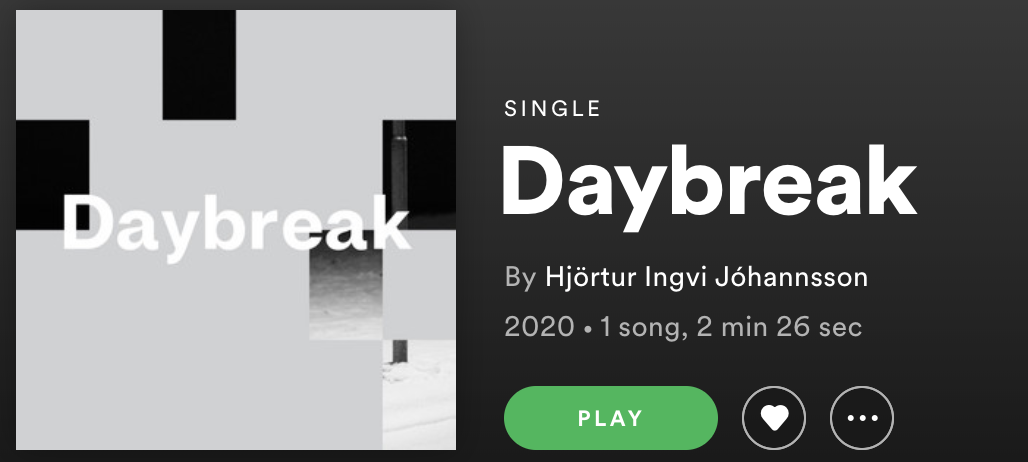 Daybreak
SINGLE
Daybreak
By Hjörtur Ingvi Jóhannsson
2020 • 1 song, 2 min 26 sec
PLAY